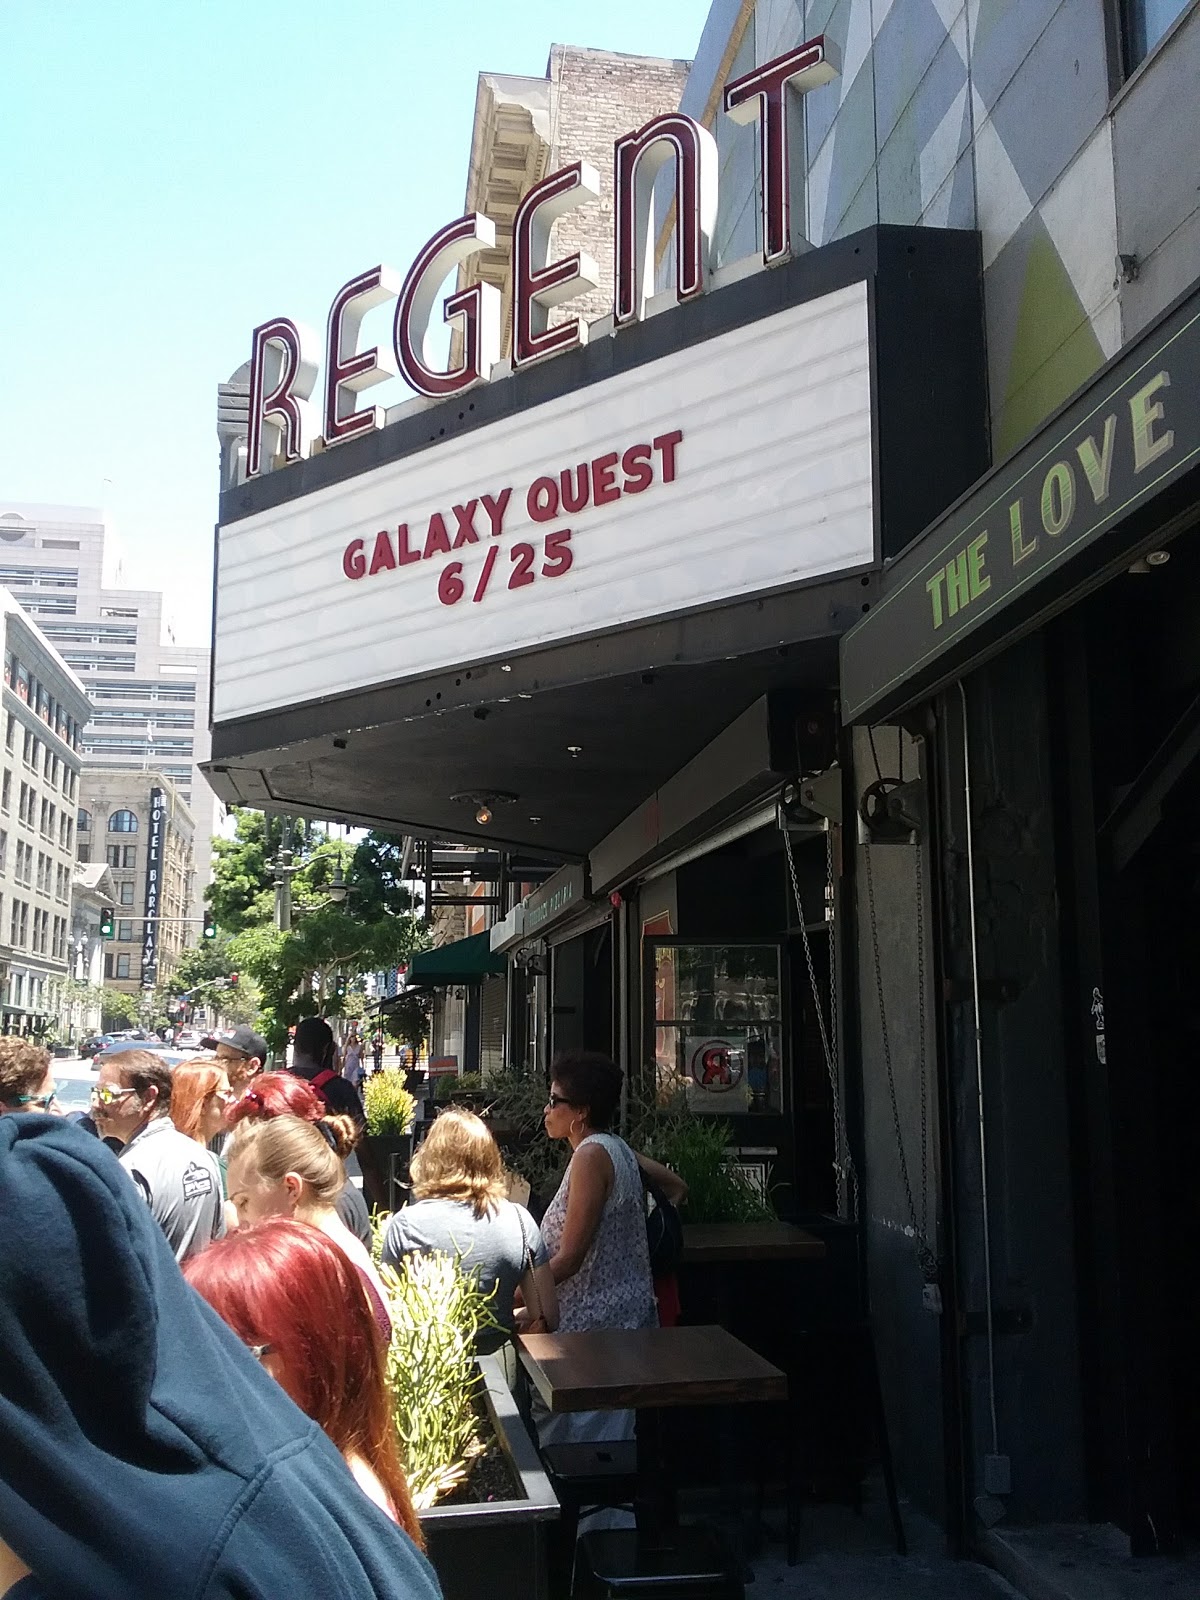 REGENT
GALAXY QUEST
6/25
THE LOVE
HOTEL BARCLAY